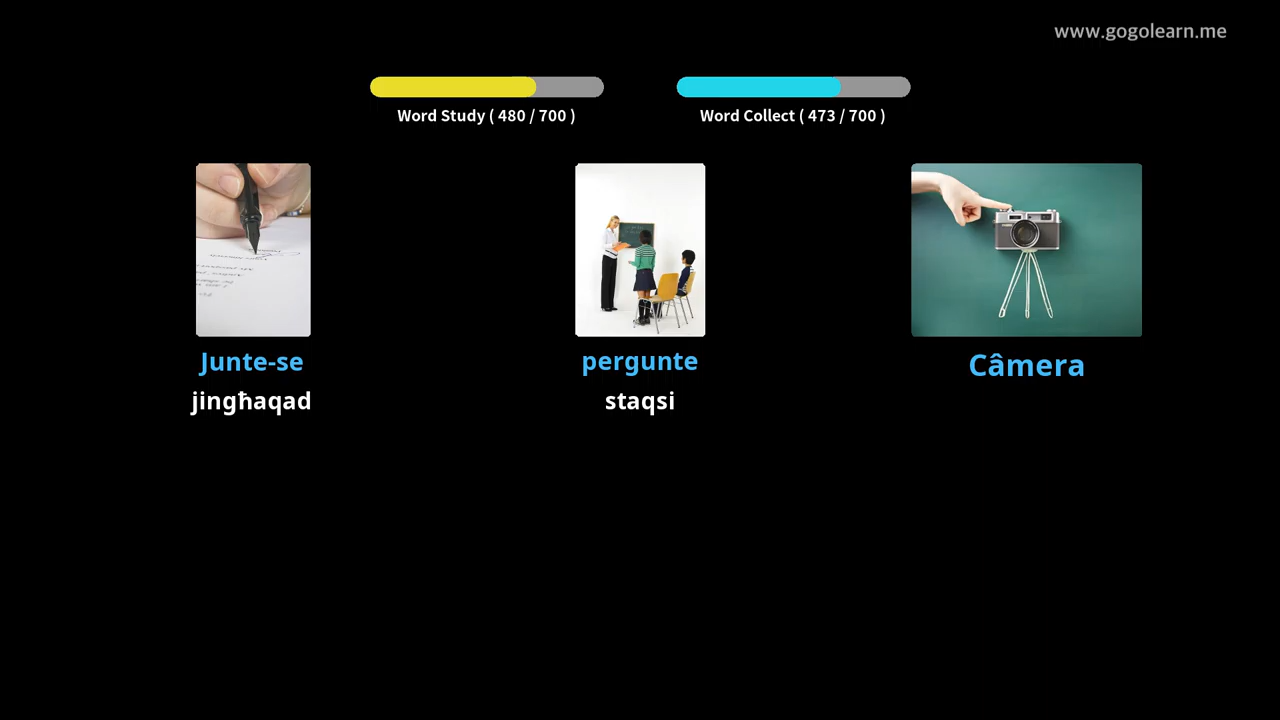 www.gogolearn.me
Word Study ( 480 / 700 )
Word Collect ( 473 / 700 )
Junte-se
jingħaqad
pergunte
staqsi
Câmera